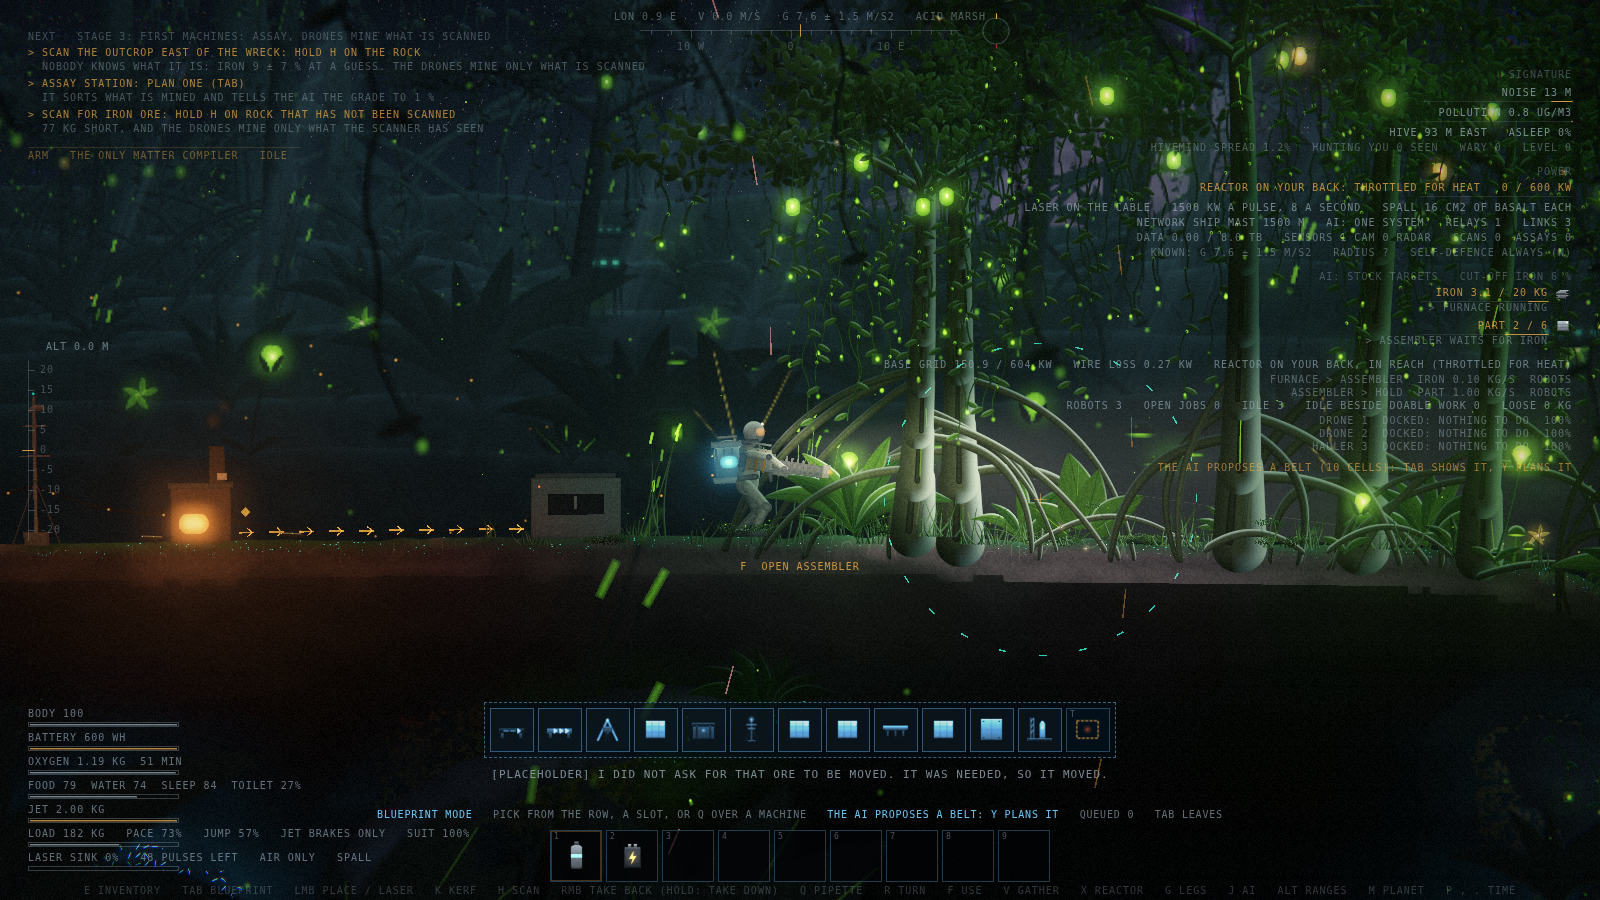 LON 0.9 E   V 0.0 M/S   G 7.6 ± 1.5 M/S2   ACID MARSH
10 W   0   10 E
NEXT   STAGE 3: FIRST MACHINES: ASSAY, DRONES MINE WHAT IS SCANNED
> SCAN THE OUTCROP EAST OF THE WRECK: HOLD H ON THE ROCK
NOBODY KNOWS WHAT IT IS: IRON 9 ± 7 % AT A GUESS. THE DRONES MINE ONLY WHAT IS SCANNED
> ASSAY STATION: PLAN ONE (TAB)
IT SORTS WHAT IS MINED AND TELLS THE AI THE GRADE TO 1 %
> SCAN FOR IRON ORE: HOLD H ON ROCK THAT HAS NOT BEEN SCANNED
77 KG SHORT, AND THE DRONES MINE ONLY WHAT THE SCANNER HAS SEEN
ARM   THE ONLY MATTER COMPILER   IDLE
SIGNATURE
NOISE 13 M
POLLUTION 0.8 UG/M3
HIVE 93 M EAST   ASLEEP 0%
HIVEMIND SPREAD 1.2%   HUNTING YOU 0 SEEN   WARY 0   LEVEL 0
POWER
REACTOR ON YOUR BACK: THROTTLED FOR HEAT   0 / 600 KW
LASER ON THE CABLE   1500 KW A PULSE, 8 A SECOND   SPALL 16 CM2 OF BASALT EACH
NETWORK SHIP MAST 1500 M   AI: ONE SYSTEM   RELAYS 1   LINKS 3
DATA 0.00 / 8.0 TB   SENSORS 1 CAM 0 RADAR   SCANS 0   ASSAYS 0
KNOWN: G 7.6 ± 1.5 M/S2   RADIUS ?   SELF-DEFENCE ALWAYS (N)
AI: STOCK TARGETS   CUT-OFF IRON 6 %
IRON 3.1 / 20 KG
> FURNACE RUNNING
PART 2 / 6
> ASSEMBLER WAITS FOR IRON
BASE GRID 150.9 / 604 KW   WIRE LOSS 0.27 KW   REACTOR ON YOUR BACK, IN REACH (THROTTLED FOR HEAT)
FURNACE > ASSEMBLER   IRON 0.10 KG/S   ROBOTS
ASSEMBLER > HOLD   PART 1.00 KG/S   ROBOTS
ROBOTS 3   OPEN JOBS 0   IDLE 3   IDLE BESIDE DOABLE WORK 0   LOOSE 0 KG
DRONE 1   DOCKED: NOTHING TO DO   100%
DRONE 2   DOCKED: NOTHING TO DO   100%
HAULER 3   DOCKED: NOTHING TO DO   100%
THE AI PROPOSES A BELT (10 CELLS): TAB SHOWS IT, Y PLANS IT
ALT 0.0 M
20
15
10
5
0
-5
-10
-15
-20
F   OPEN ASSEMBLER
T
[PLACEHOLDER] I DID NOT ASK FOR THAT ORE TO BE MOVED. IT WAS NEEDED, SO IT MOVED.
BLUEPRINT MODE   PICK FROM THE ROW, A SLOT, OR Q OVER A MACHINE   THE AI PROPOSES A BELT: Y PLANS IT   QUEUED 0   TAB LEAVES
BODY 100
BATTERY 600 WH
OXYGEN 1.19 KG   51 MIN
FOOD 79   WATER 74   SLEEP 84   TOILET 27%
JET 2.00 KG
LOAD 182 KG   PACE 73%   JUMP 57%   JET BRAKES ONLY   SUIT 100%
LASER SINK 0%   48 PULSES LEFT   AIR ONLY   SPALL
1 2 3 4 5 6 7 8 9
E INVENTORY   TAB BLUEPRINT   LMB PLACE / LASER   K KERF   H SCAN   RMB TAKE BACK (HOLD: TAKE DOWN)   Q PIPETTE   R TURN   F USE   V GATHER   X REACTOR   G LEGS   J AI   ALT RANGES   M PLANET   P , . TIME